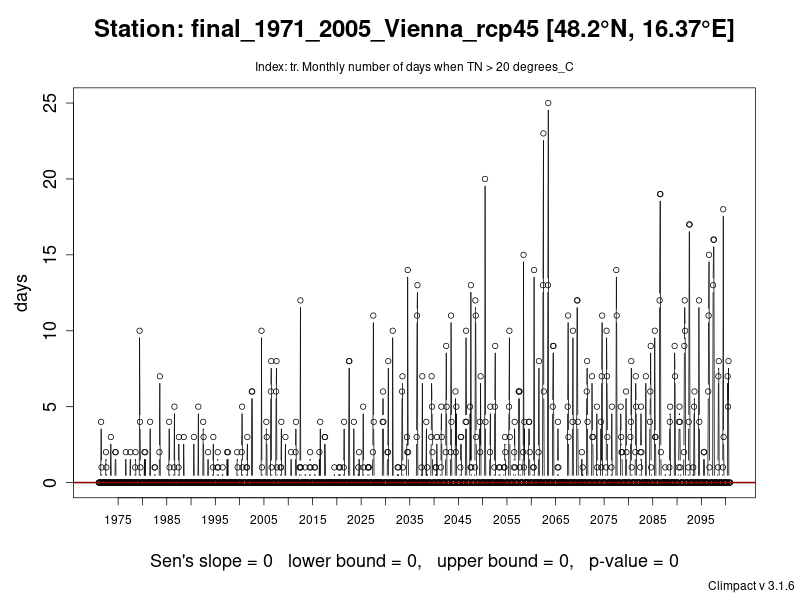 Station: final_1971_2005_Vienna_rcp45 [48.2°N, 16.37°E]
Index: tr. Monthly number of days when TN > 20 degrees_C
25
20
15
10
5
0
days
1975 1985 1995 2005 2015 2025 2035 2045 2055 2065 2075 2085 2095
Sen's slope = 0 lower bound = 0, upper bound = 0, p-value = 0
Climpact v 3.1.6